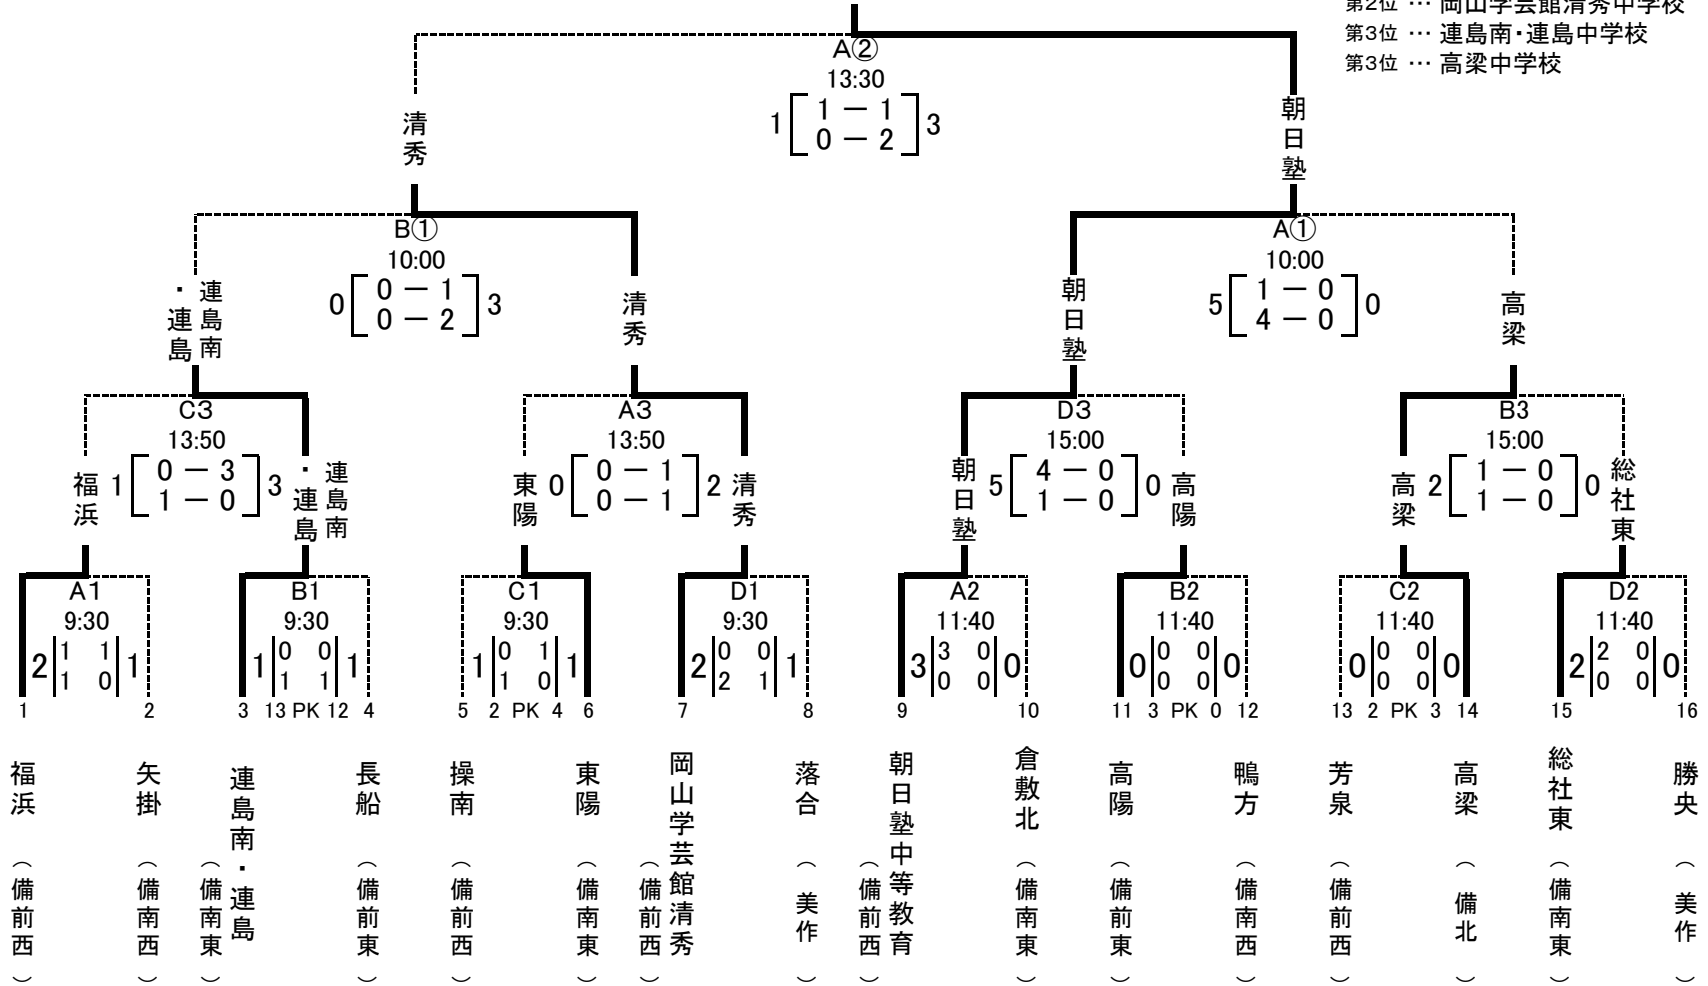 第2位 … 岡山学芸館清秀中学校
第3位 … 連島南・連島中学校
第3位 … 高梁中学校
A②
13:30
1 1 － 1 3
0 － 2
清秀
朝日塾
B①
10:00
0 0 － 1 3
0 － 2
A①
10:00
5 1 － 0 0
4 － 0
連島南
・連島
清秀
朝日塾
高梁
C3
13:50
1 0 － 3 3
1 － 0
A3
13:50
0 0 － 1 2
0 － 1
D3
15:00
5 4 － 0 0
1 － 0
B3
15:00
2 1 － 0 0
1 － 0
福浜
連島南
・連島
東陽
清秀
朝日塾
高陽
高梁
総社東
A1
9:30
2 1 1 1
1 0
B1
9:30
1 0 0 1
1 1
C1
9:30
1 0 1 1
1 0
D1
9:30
2 0 0 1
2 1
A2
11:40
3 3 0 0
0 0
B2
11:40
0 0 0 0
0 0
C2
11:40
0 0 0 0
0 0
D2
11:40
2 2 0 0
0 0
1 2 3 13 PK 12 4 5 2 PK 4 6 7 8 9 10 11 3 PK 0 12 13 2 PK 3 14 15 16
福浜
（備前西）
矢掛
（備南西）
連島南・連島
（備南東）
長船
（備前東）
操南
（備前西）
東陽
（備南東）
岡山学芸館清秀
（備前西）
落合
（美作）
朝日塾中等教育
（備前西）
倉敷北
（備南東）
高陽
（備前東）
鴨方
（備南西）
芳泉
（備前西）
高梁
（備北）
総社東
（備南東）
勝央
（美作）